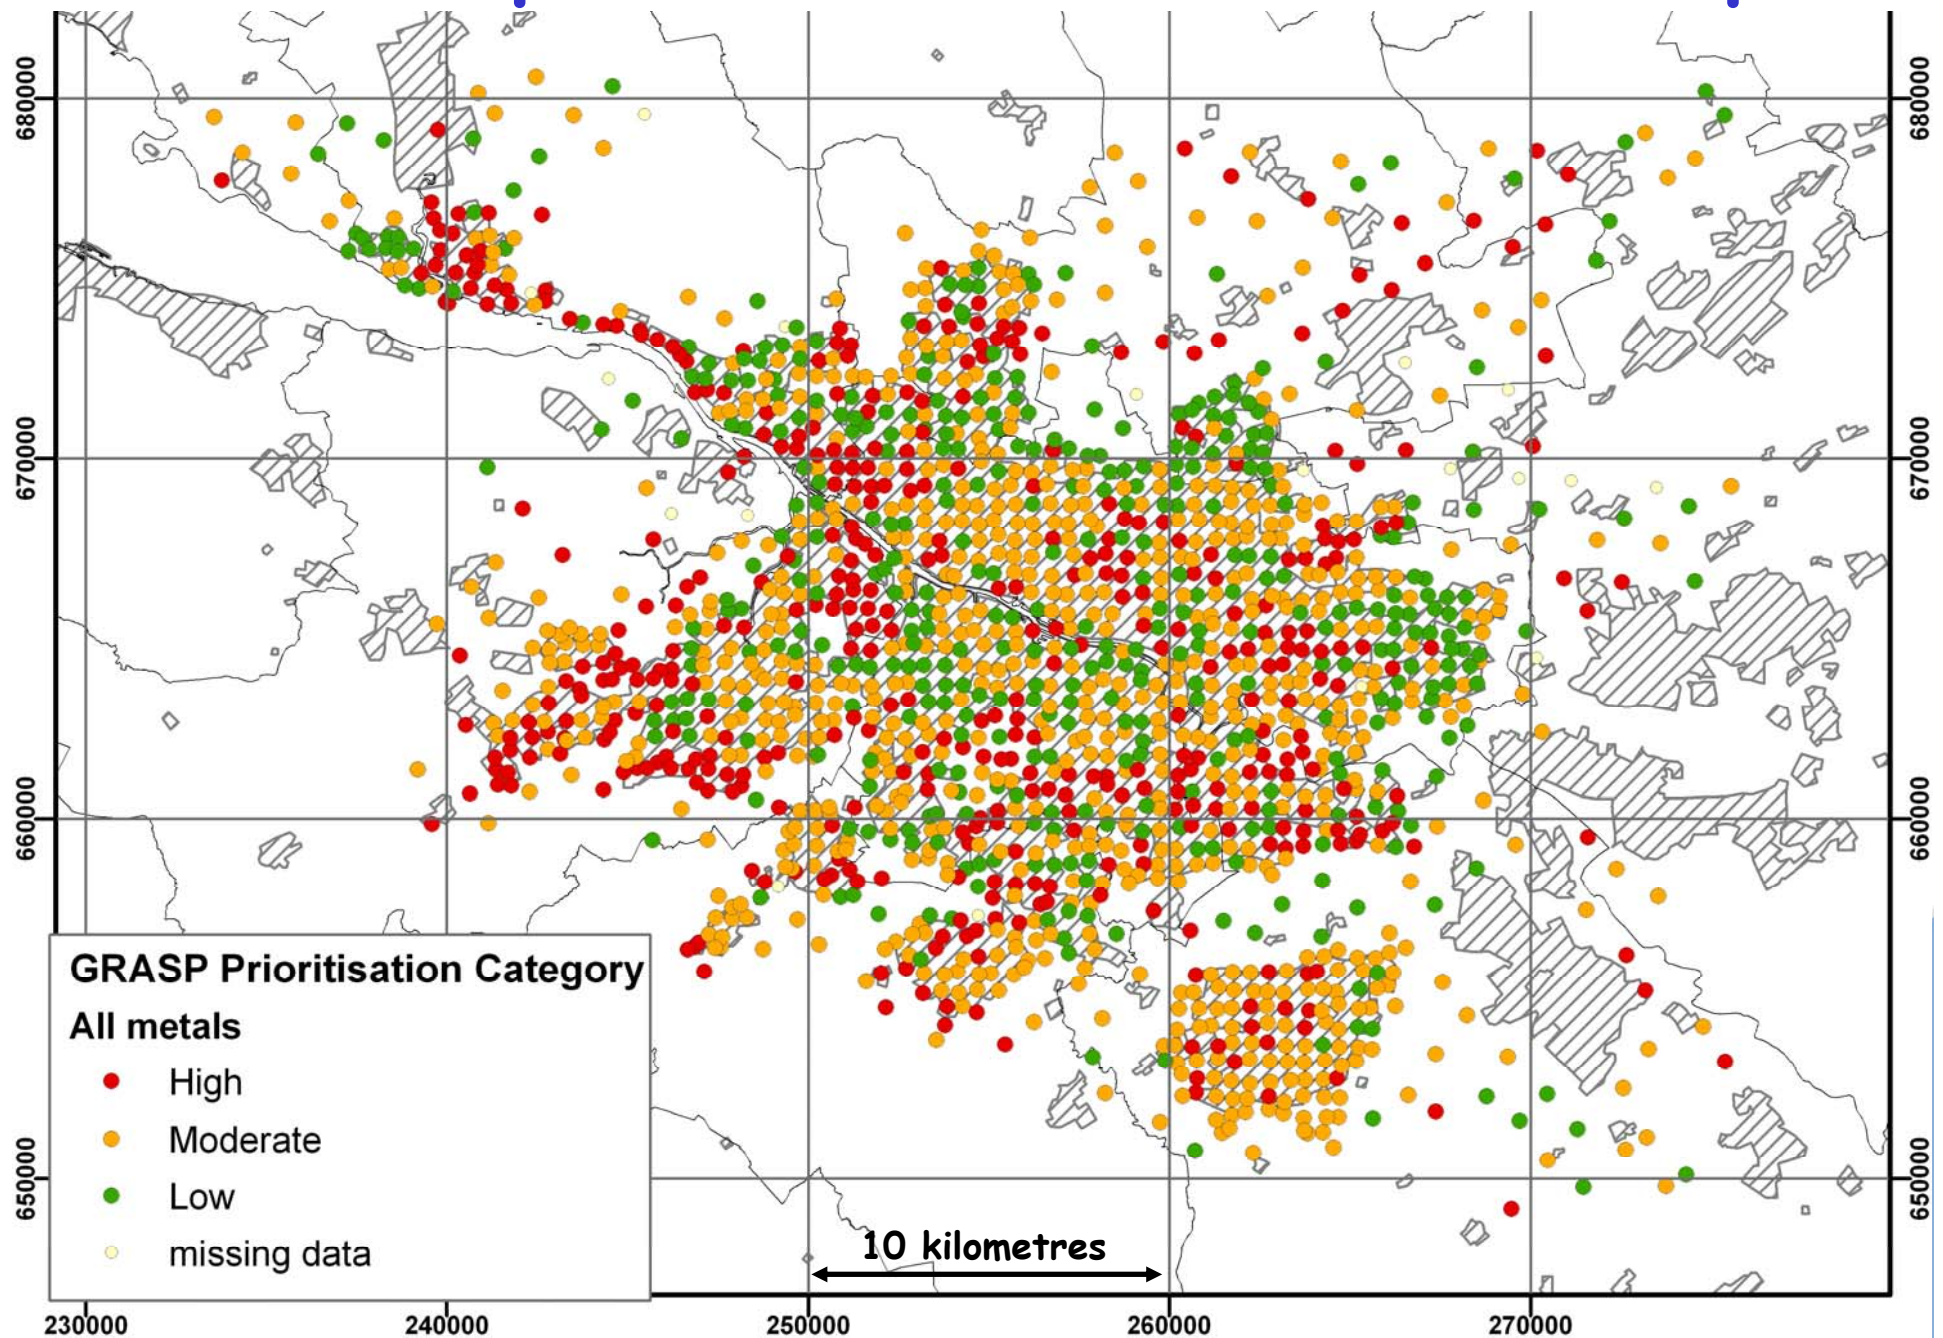 680000
680000
670000
670000
660000
660000
GRASP Prioritisation Category
All metals
High
Moderate
Low
missing data
650000
650000
10 kilometres
230000 240000 250000 260000 270000